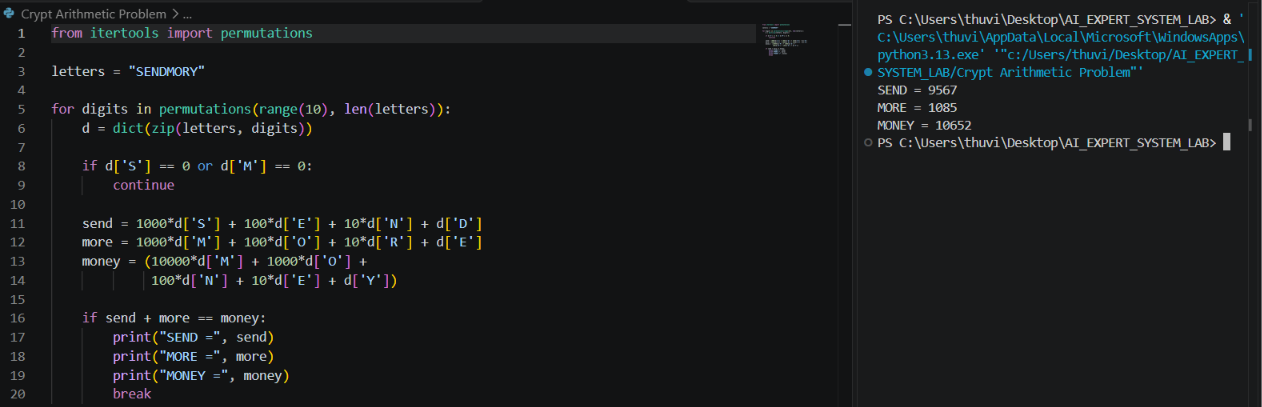 Crypt Arithmetic Problem > ...
1 from itertools import permutations
2
3 letters = "SENDMORY"
4
5 for digits in permutations(range(10), len(letters)):
6     d = dict(zip(letters, digits))
7
8     if d['S'] == 0 or d['M'] == 0:
9         continue
10
11     send = 1000*d['S'] + 100*d['E'] + 10*d['N'] + d['D']
12     more = 1000*d['M'] + 100*d['O'] + 10*d['R'] + d['E']
13     money = (10000*d['M'] + 1000*d['O'] +
14              100*d['N'] + 10*d['E'] + d['Y'])
15
16     if send + more == money:
17         print("SEND =", send)
18         print("MORE =", more)
19         print("MONEY =", money)
20         break
PS C:\Users\thuvi\Desktop\AI_EXPERT_SYSTEM_LAB> & '
C:\Users\thuvi\AppData\Local\Microsoft\WindowsApps\
python3.13.exe' '"c:/Users/thuvi/Desktop/AI_EXPERT_
SYSTEM_LAB/Crypt Arithmetic Problem"'
SEND = 9567
MORE = 1085
MONEY = 10652
PS C:\Users\thuvi\Desktop\AI_EXPERT_SYSTEM_LAB>